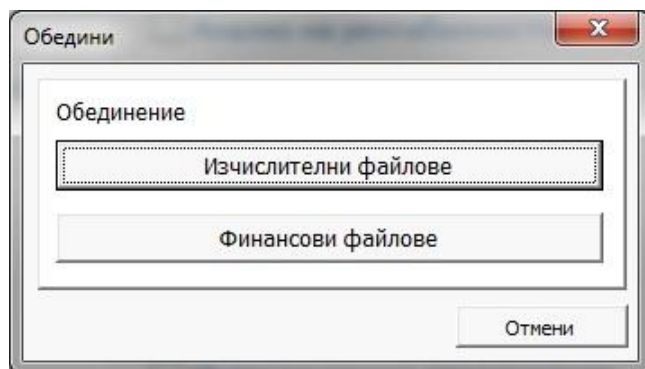 Обедини
Обединение
Изчислителни файлове
Финансови файлове
Отмени